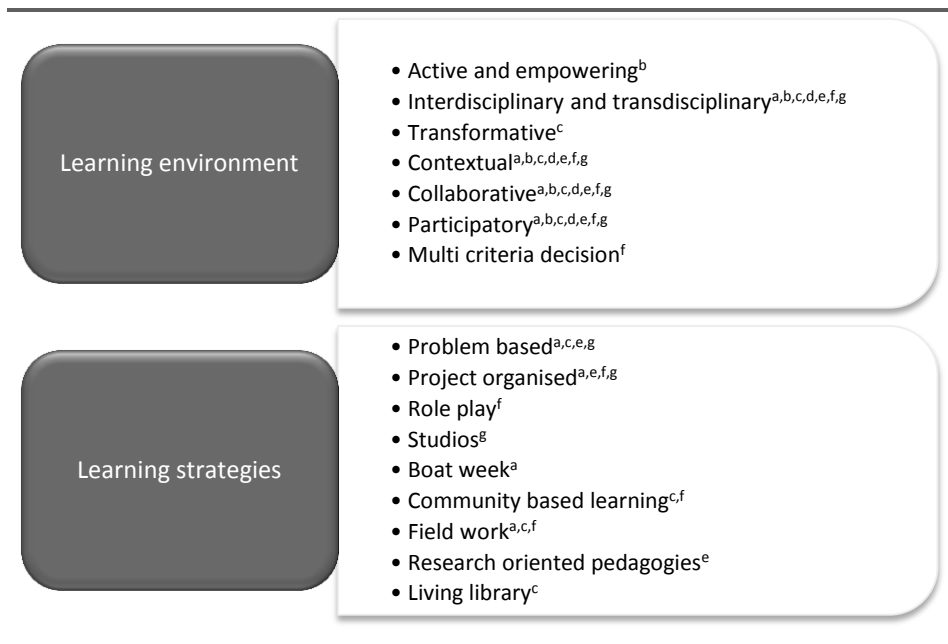 Learning environment
• Active and empowering^b
• Interdisciplinary and transdisciplinary^a,b,c,d,e,f,g
• Transformative^c
• Contextual^a,b,c,d,e,f,g
• Collaborative^a,b,c,d,e,f,g
• Participatory^a,b,c,d,e,f,g
• Multi criteria decision^f
Learning strategies
• Problem based^a,c,e,g
• Project organised^a,e,f,g
• Role play^f
• Studios^g
• Boat week^a
• Community based learning^c,f
• Field work^a,c,f
• Research oriented pedagogies^e
• Living library^c